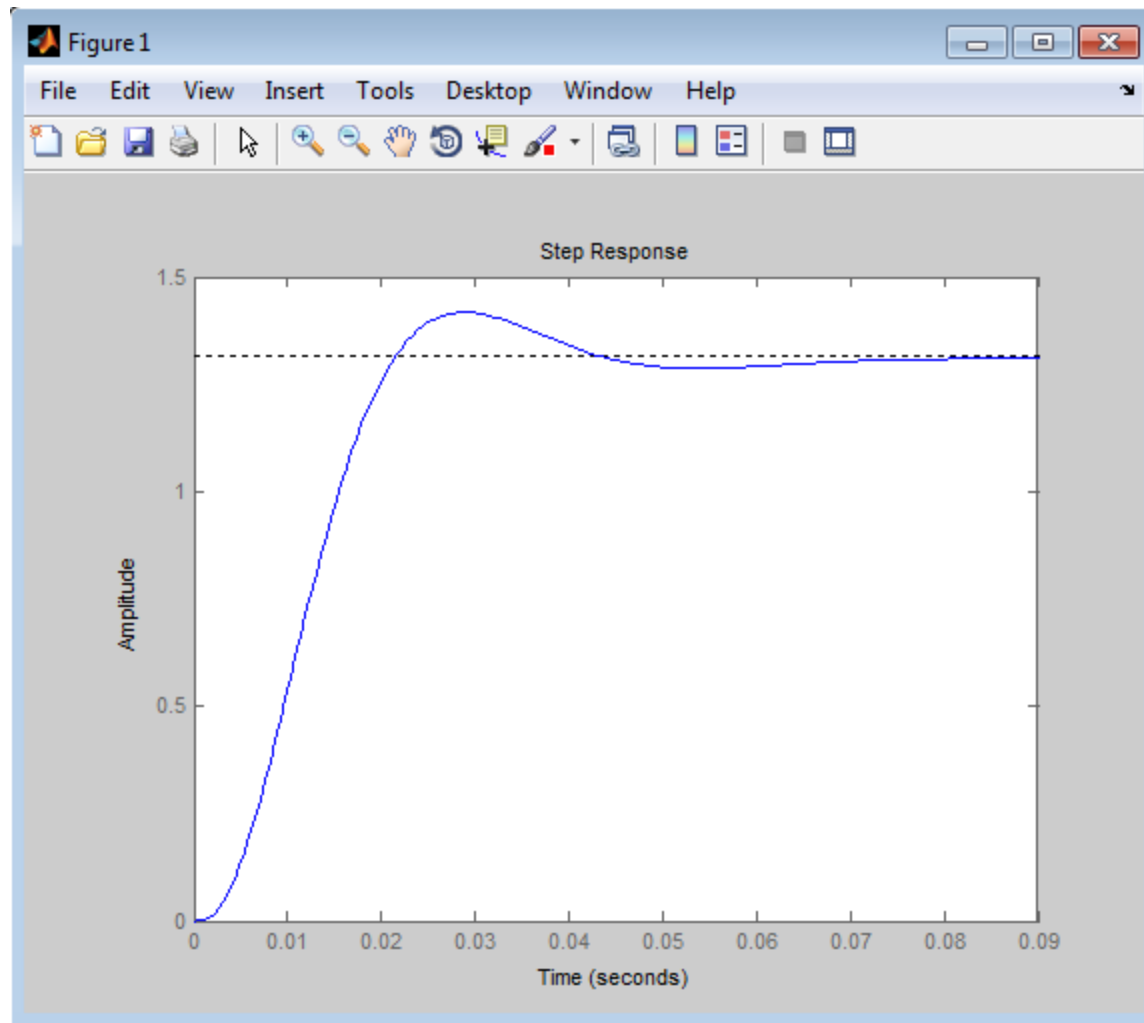 Figure 1
File Edit View Insert Tools Desktop Window Help
Step Response
1.5
1
0.5
0
Amplitude
0 0.01 0.02 0.03 0.04 0.05 0.06 0.07 0.08 0.09
Time (seconds)